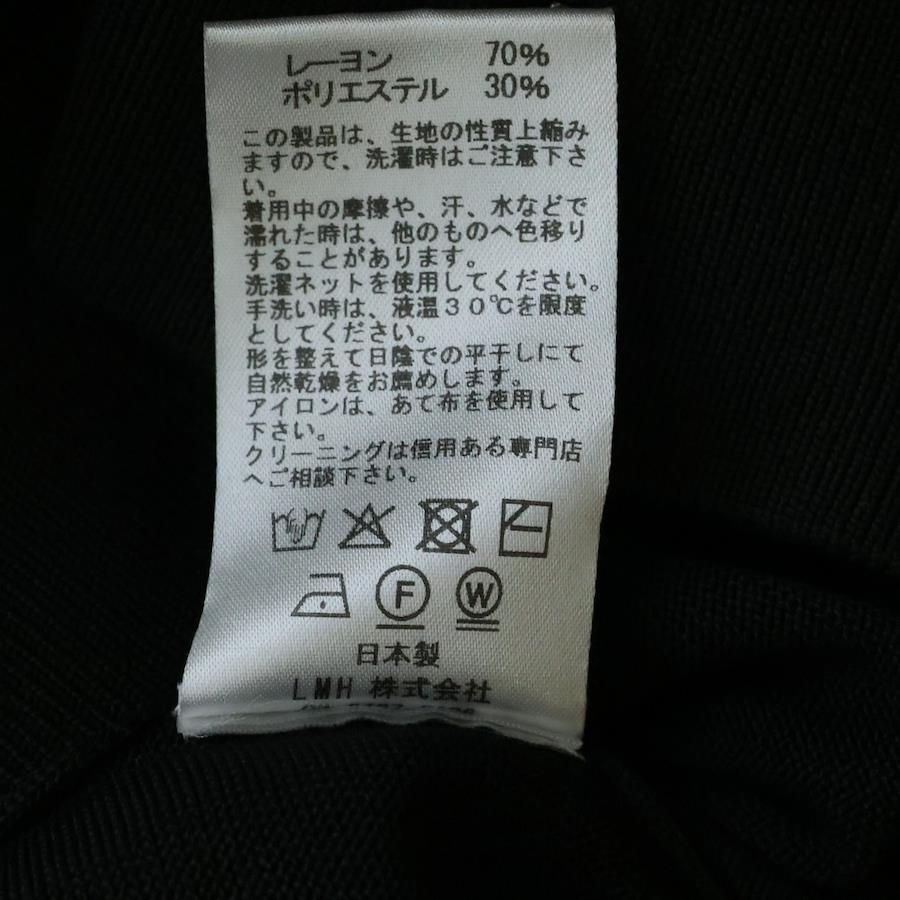 レーヨン 70%
ポリエステル 30%
この製品は、生地の性質上縮み
ますので、洗濯時はご注意下さ
い。
着用中の摩擦や、汗、水などで
濡れた時は、他のものへ色移り
することがあります。
洗濯ネットを使用してください。
手洗い時は、液温30℃を限度
としてください。
形を整えて日陰での平干しにて
自然乾燥をお薦めします。
アイロンは、あて布を使用して
下さい。
クリーニングは信用ある専門店
へご相談下さい。
F W
日本製
LMH 株式会社